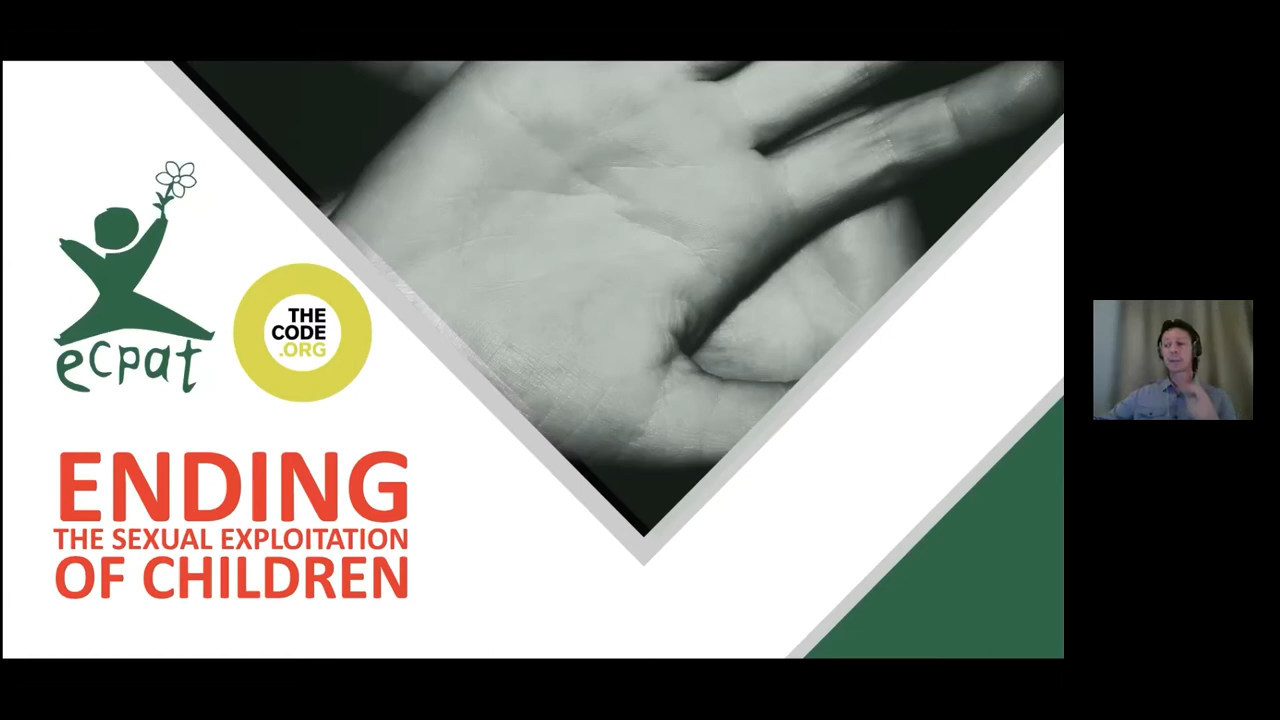 ecpat
THE
CODE
.ORG
ENDING
THE SEXUAL EXPLOITATION
OF CHILDREN